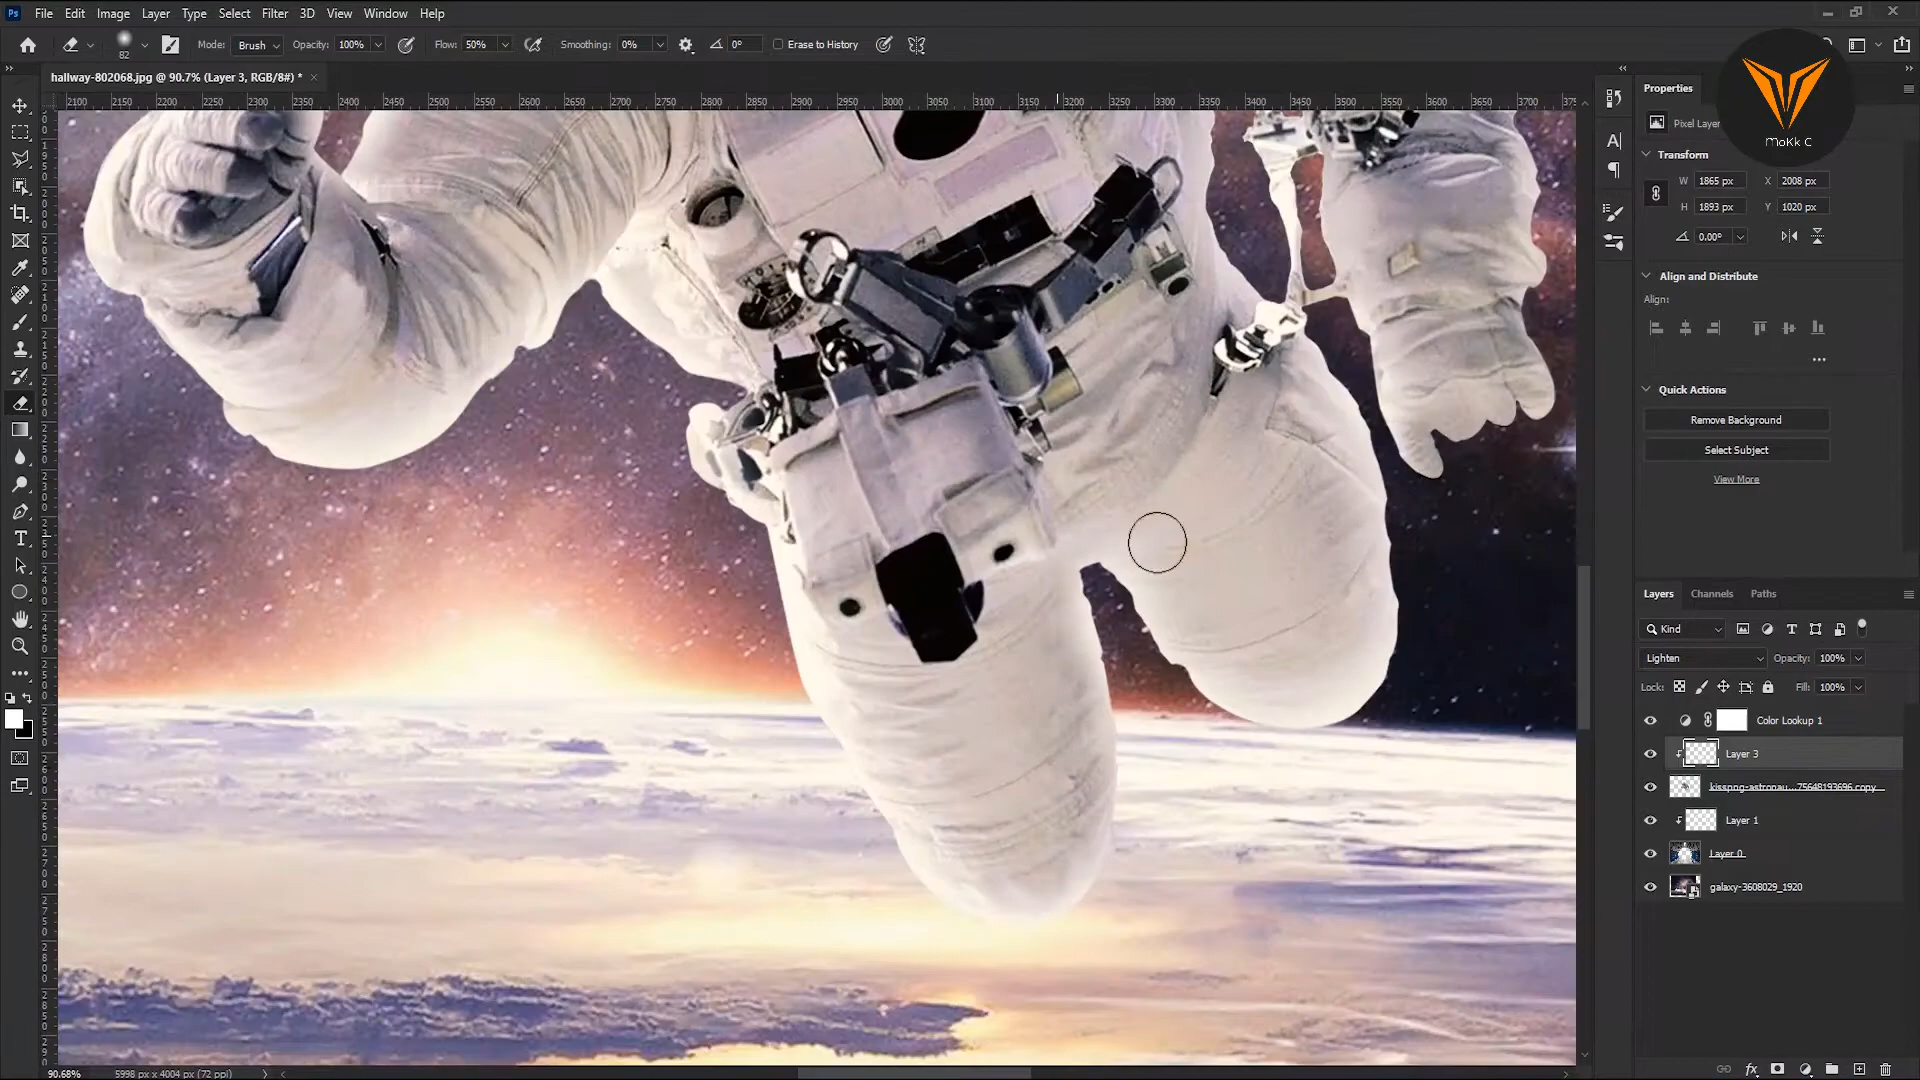 Ps File Edit Image Layer Type Select Filter 3D View Window Help
82 Mode: Brush Opacity: 100% Flow: 50% Smoothing: 0% 0° Erase to History
hallway-802068.jpg @ 90.7% (Layer 3, RGB/8#) *
2100 2150 2200 2250 2300 2350 2400 2450 2500 2550 2600 2650 2700 2750 2800 2850 2900 2950 3000 3050 3100 3150 3200 3250 3300 3350 3400 3450 3500 3550 3600 3650 3700
MoKk C
Properties
Pixel Layer
Transform
W 1865 px X 2008 px
H 1893 px Y 1020 px
0.00°
Align and Distribute
Align:
Quick Actions
Remove Background
Select Subject
View More
Layers Channels Paths
Kind
Lighten Opacity: 100%
Lock: Fill: 100%
Color Lookup 1
Layer 3
kisspng-astronau...75648193696 copy
Layer 1
Layer 0
galaxy-3608029_1920
90.68% 5998 px x 4004 px (72 ppi)